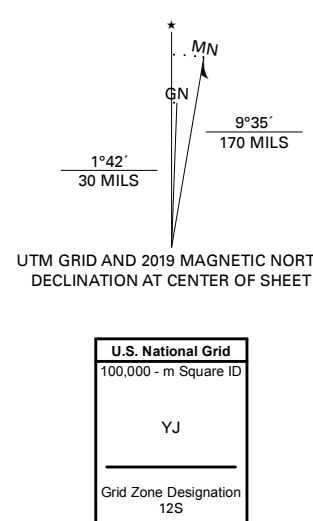 ★
MN
GN
9°35´
170 MILS
1°42´
30 MILS
UTM GRID AND 2019 MAGNETIC NORT
DECLINATION AT CENTER OF SHEET
U.S. National Grid
100,000 - m Square ID
YJ
Grid Zone Designation
12S